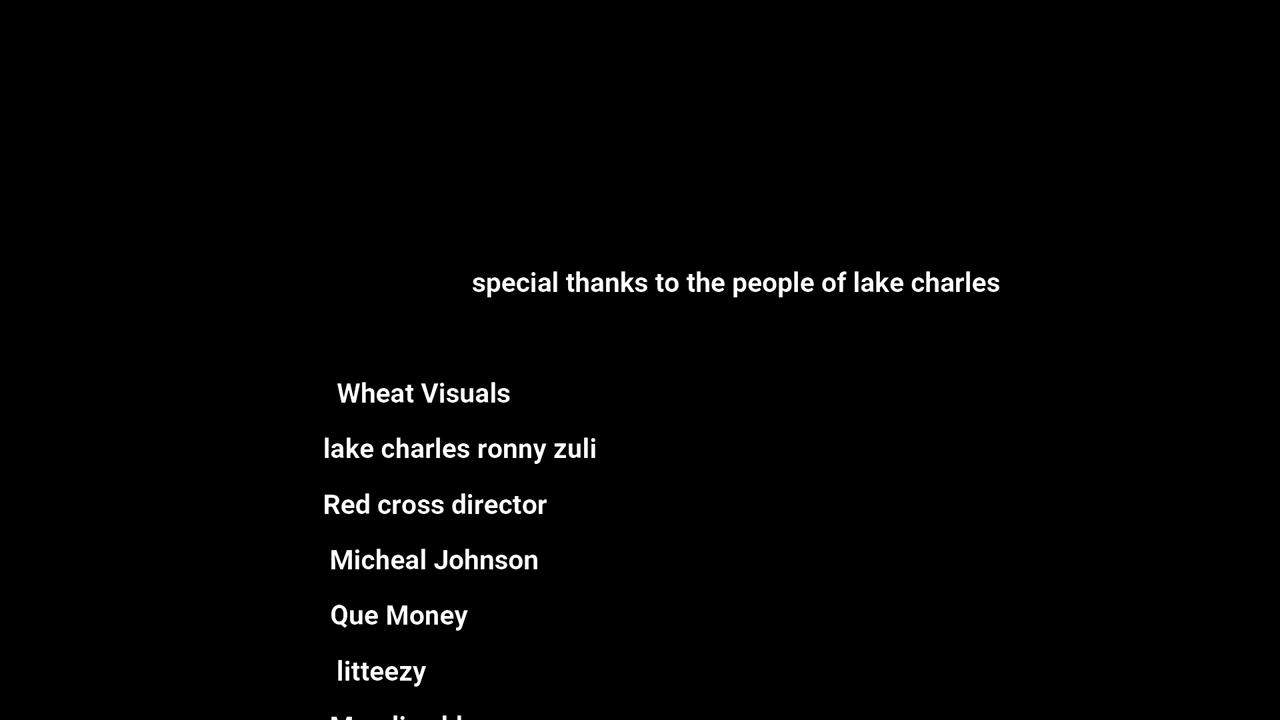 special thanks to the people of lake charles
Wheat Visuals
lake charles ronny zuli
Red cross director
Micheal Johnson
Que Money
litteezy